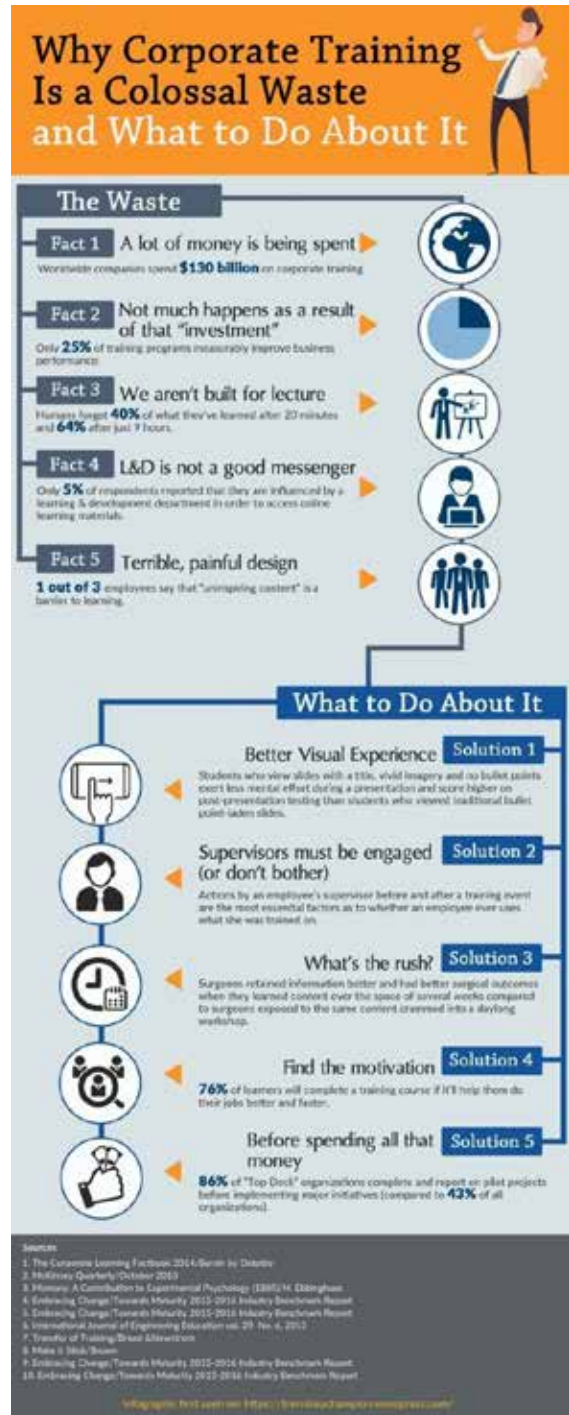 Why Corporate Training
Is a Colossal Waste
and What to Do About It
The Waste
Fact 1 A lot of money is being spent
Worldwide companies spend $130 billion on corporate training
Fact 2 Not much happens as a result
of that "investment"
Only 25% of training programs measurably improve business
performance.
Fact 3 We aren't built for lecture
Humans forget 40% of what they've learned after 20 minutes
and 64% after just 9 hours.
Fact 4 L&D is not a good messenger
Only 5% of respondents reported that they are influenced by a
learning & development department in order to access online
learning materials.
Fact 5 Terrible, painful design
1 out of 3 employees say that "uninspiring content" is a
barrier to learning.
What to Do About It
Better Visual Experience Solution 1
Students who view slides with a title, vivid imagery and no bullet points
exert less mental effort during a presentation and score higher on
post-presentation testing than students who viewed traditional bullet
point-laden slides.
Supervisors must be engaged Solution 2
(or don't bother)
Actions by an employee's supervisor before and after a training event
are the most essential factors as to whether an employee ever uses
what she was trained on.
What's the rush? Solution 3
Surgeons retained information better and had better surgical outcomes
when they learned content over the space of several weeks compared
to surgeons exposed to the same content crammed into a daylong
workshop.
Find the motivation Solution 4
76% of learners will complete a training course if it'll help them do
their jobs better and faster.
Before spending all that Solution 5
money
86% of "Top Deck" organizations complete and report on pilot projects
before implementing major initiatives (compared to 43% of all
organizations).
Sources
1. The Corporate Learning Factbook 2014/Bersin by Deloitte
2. McKinsey Quarterly/October 2010
3. Memory: A Contribution to Experimental Psychology (1885)/H. Ebbinghaus
4. Embracing Change/Towards Maturity 2015-2016 Industry Benchmark Report
5. Embracing Change/Towards Maturity 2015-2016 Industry Benchmark Report
6. International Journal of Engineering Education vol. 29 No. 6, 2013
7. Transfer of Training/Broad &
8. Make it Stick/Brown
9. Embracing Change/Towards Maturity 2015-2016 Industry Benchmark Report
10. Embracing Change/Towards Maturity 2015-2016 Industry Benchmark Report
Infographic first seen on: https://